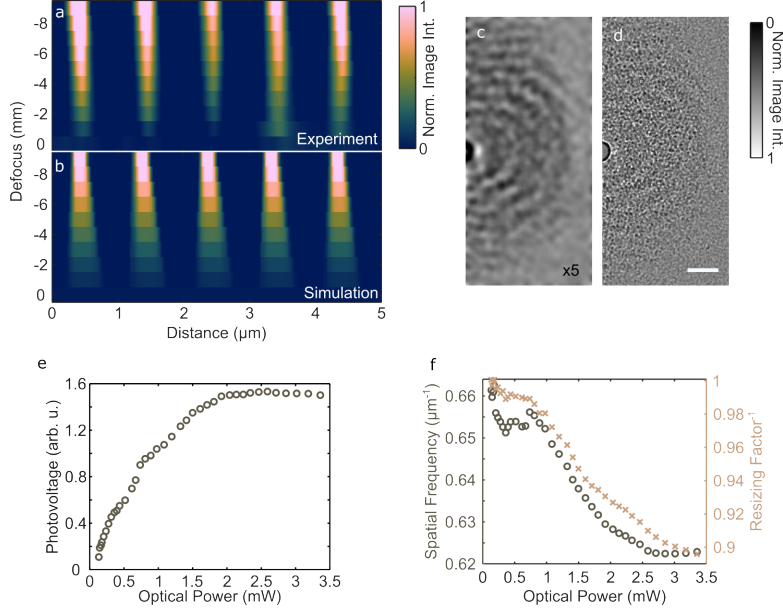 a
-8
-6
-4
-2
0
Experiment
b
-8
-6
-4
-2
0
Simulation
Defocus (mm)
0 1 2 3 4 5
Distance (µm)
1
Norm. Image Int.
0
c
x5
d
0
Norm. Image Int.
1
e
1.6
1.2
0.8
0.4
0
Photovoltage (arb. u.)
0 0.5 1 1.5 2 2.5 3 3.5
Optical Power (mW)
f
0.66
0.65
0.64
0.63
0.62
Spatial Frequency (µm⁻¹)
1
0.98
0.96
0.94
0.92
0.9
Resizing Factor⁻¹
0 0.5 1 1.5 2 2.5 3 3.5
Optical Power (mW)